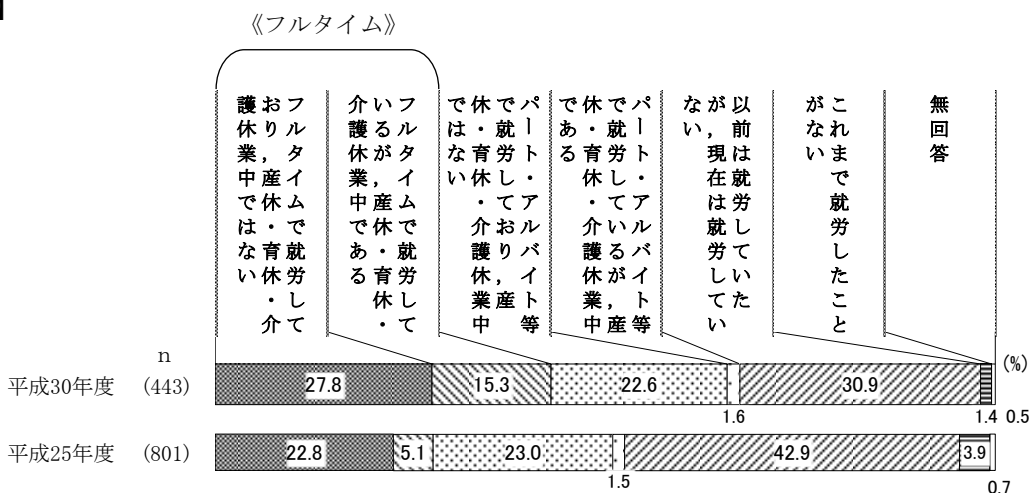 《フルタイム》
フルタイムで就労して
おり，産休・育休・介
護休業中ではない
フルタイムで就労して
いるが，産休・育休・
介護休業中である
パート・アルバイト等
で就労しており，産
休・育休・介護休業中
ではない
パート・アルバイト等
で就労しているが，産
休・育休・介護休業中
である
以前は就労していた
が，現在は就労してい
ない
これまで就労したこと
がない
無回答
n
(%)
平成30年度 (443) 27.8 15.3 22.6 30.9
1.6 1.4 0.5
平成25年度 (801) 22.8 5.1 23.0 42.9 3.9
1.5 0.7